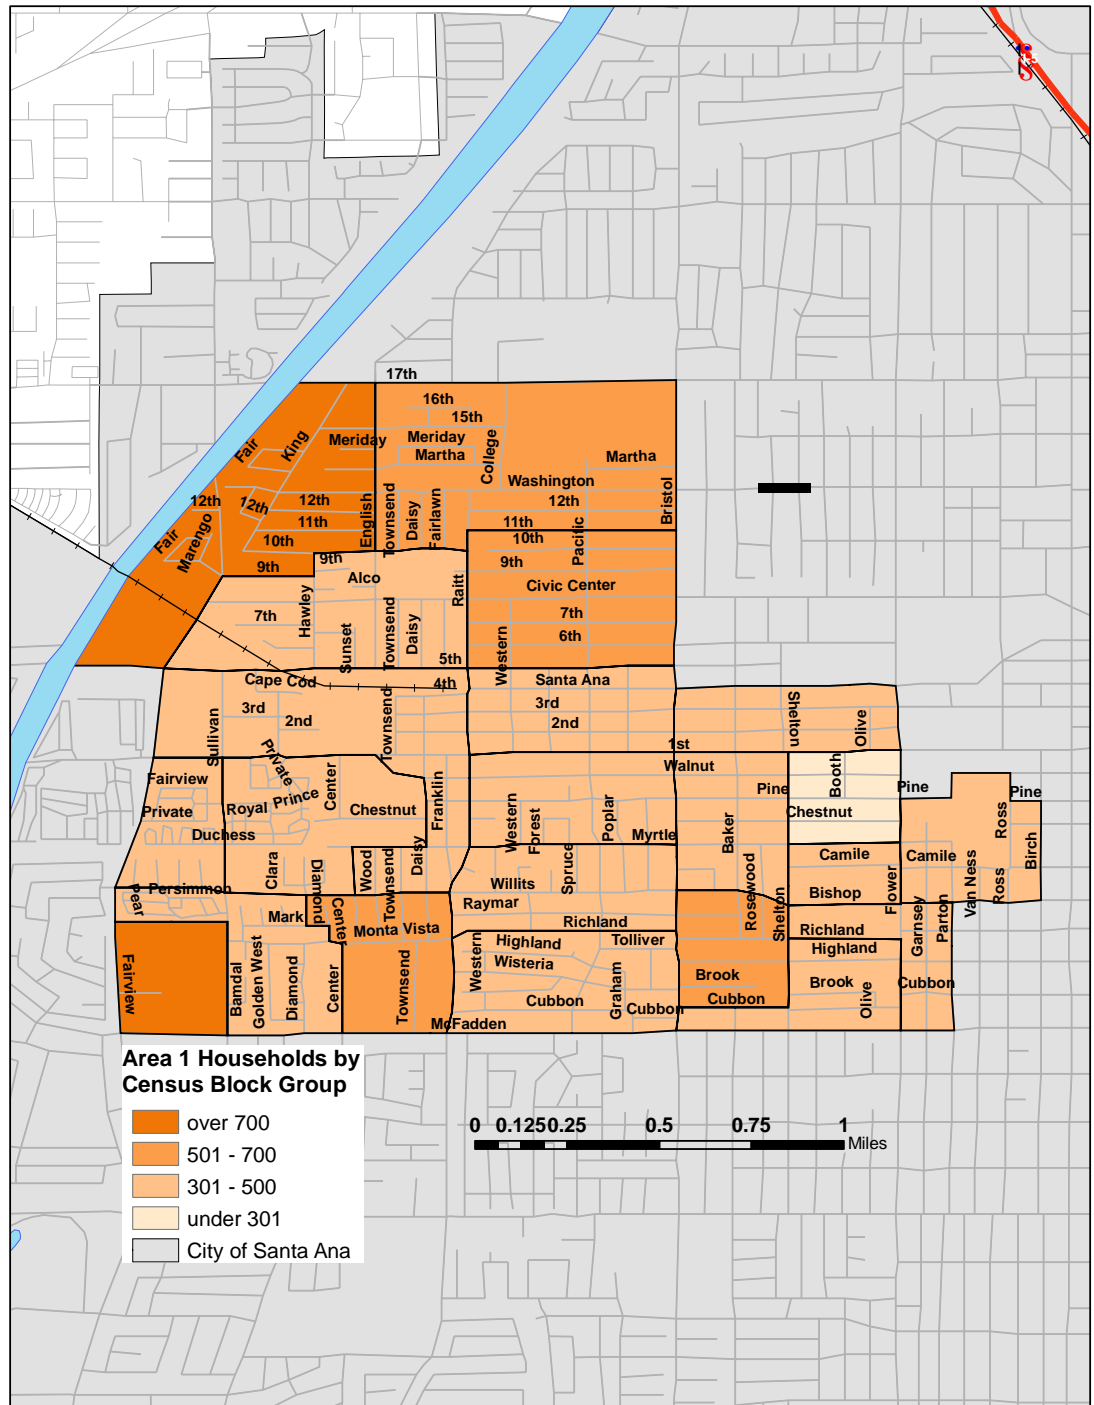 17th
16th
15th
Fair
King
Meriday
Meriday
Martha
College
Martha
Washington
12th
12th
12th
12th
English
Townsend
Daisy
Fairlawn
Bristol
11th
11th
Fair
Marengo
10th
10th
Pacific
9th
9th
9th
Alco
Raitt
Civic Center
7th
Hawley
Sunset
Townsend
Daisy
7th
6th
5th
Western
Cape Cod
4th
Santa Ana
3rd
2nd
Sullivan
Townsend
3rd
2nd
Shelton
Olive
1st
Fairview
Private
Private
Royal Prince
Center
Chestnut
Franklin
Walnut
Pine
Booth
Pine
Pine
Duchess
Western
Forest
Poplar
Myrtle
Baker
Chestnut
Ross
Birch
Clara
Diamond
Wood
Townsend
Daisy
Spruce
Camile
Camile
Van Ness
Ross
Persimmon
Pear
Willits
Raymar
Rosewood
Shelton
Bishop
Flower
Mark
Center
Monta Vista
Richland
Richland
Garnsey
Parton
Fairview
Bamdal
Golden West
Diamond
Center
Townsend
Western
Highland
Wisteria
Tolliver
Highland
Cubbon
Graham
Cubbon
Brook
Cubbon
Brook
Olive
Cubbon
McFadden
Area 1 Households by
Census Block Group
over 700
501 - 700
301 - 500
under 301
City of Santa Ana
0 0.125 0.25 0.5 0.75 1
Miles